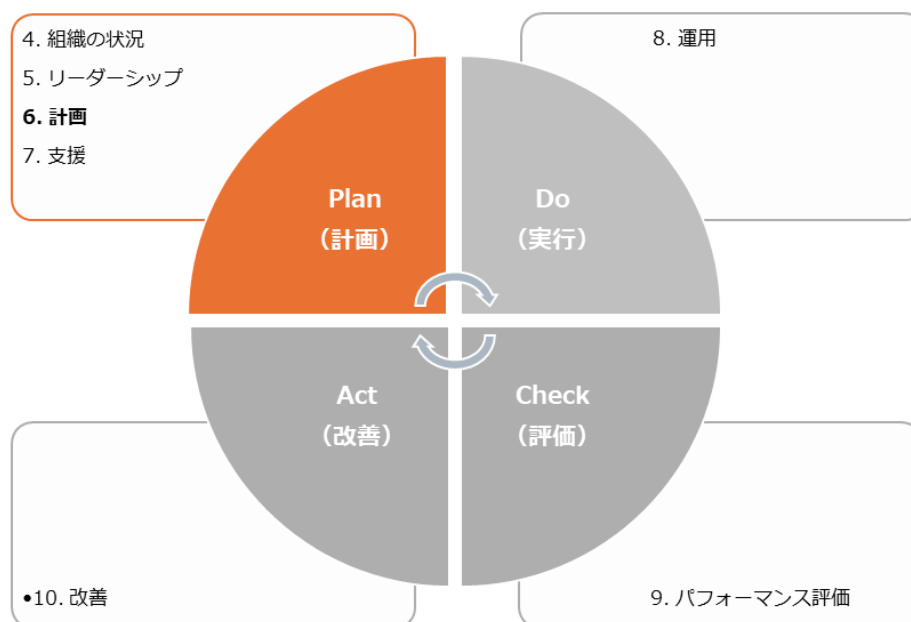 4. 組織の状況
5. リーダーシップ
6. 計画
7. 支援
8. 運用
Plan
（計画）
Do
（実行）
Act
（改善）
Check
（評価）
•10. 改善
9. パフォーマンス評価